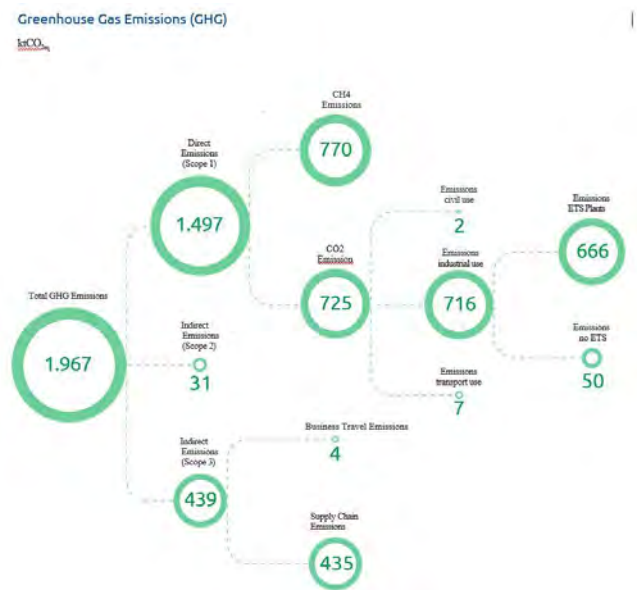 Greenhouse Gas Emissions (GHG)
ktCO₂eq
CH4
Emissions
770
Direct
Emissions
(Scope 1)
1.497
Emissions
civil use
2
Emissions
ETS Plants
666
CO2
Emission
725
Emissions
industrial use
716
Total GHG Emissions
1.967
Indirect
Emissions
(Scope 2)
31
Emissions
no ETS
50
Emissions
transport use
7
Business Travel Emissions
4
Indirect
Emissions
(Scope 3)
439
Supply Chain
Emissions
435